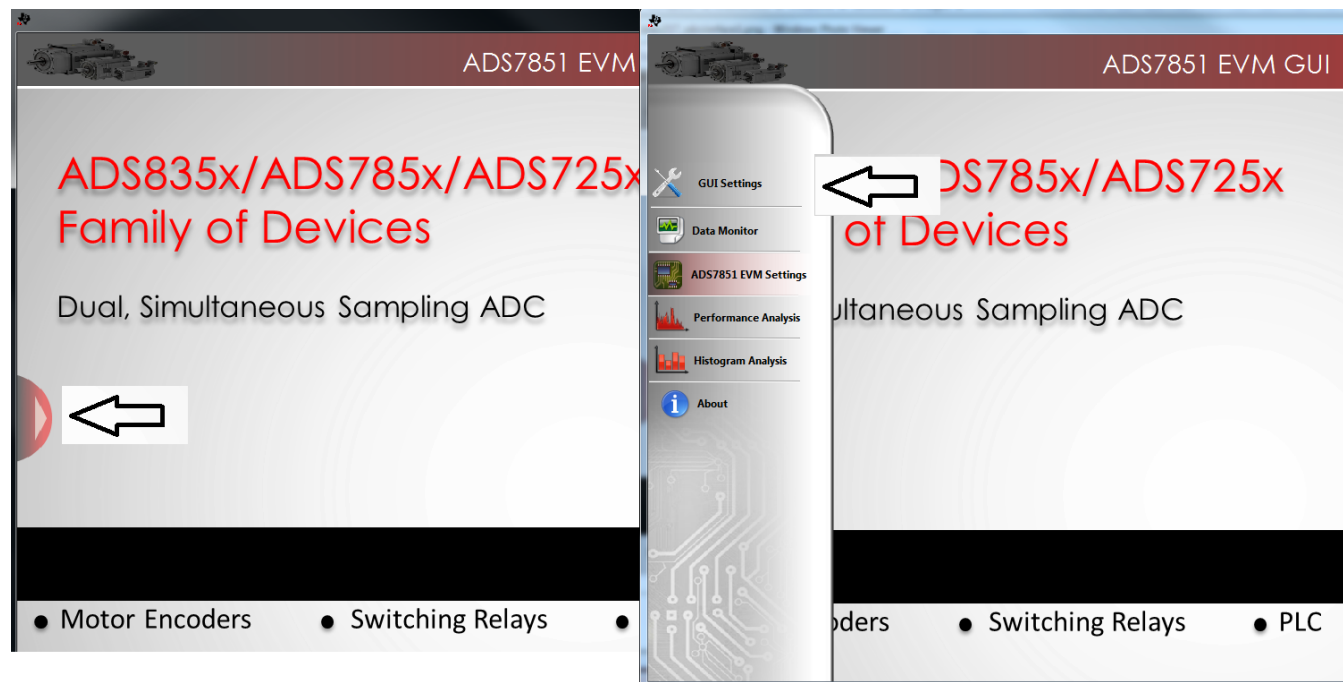 ADS7851 EVM
ADS835x/ADS785x/ADS725x
Family of Devices
Dual, Simultaneous Sampling ADC
● Motor Encoders ● Switching Relays ●
ADS7851 EVM GUI
GUI Settings
Data Monitor
ADS7851 EVM Settings
Performance Analysis
Histogram Analysis
About
DS785x/ADS725x
of Devices
ultaneous Sampling ADC
oders ● Switching Relays ● PLC